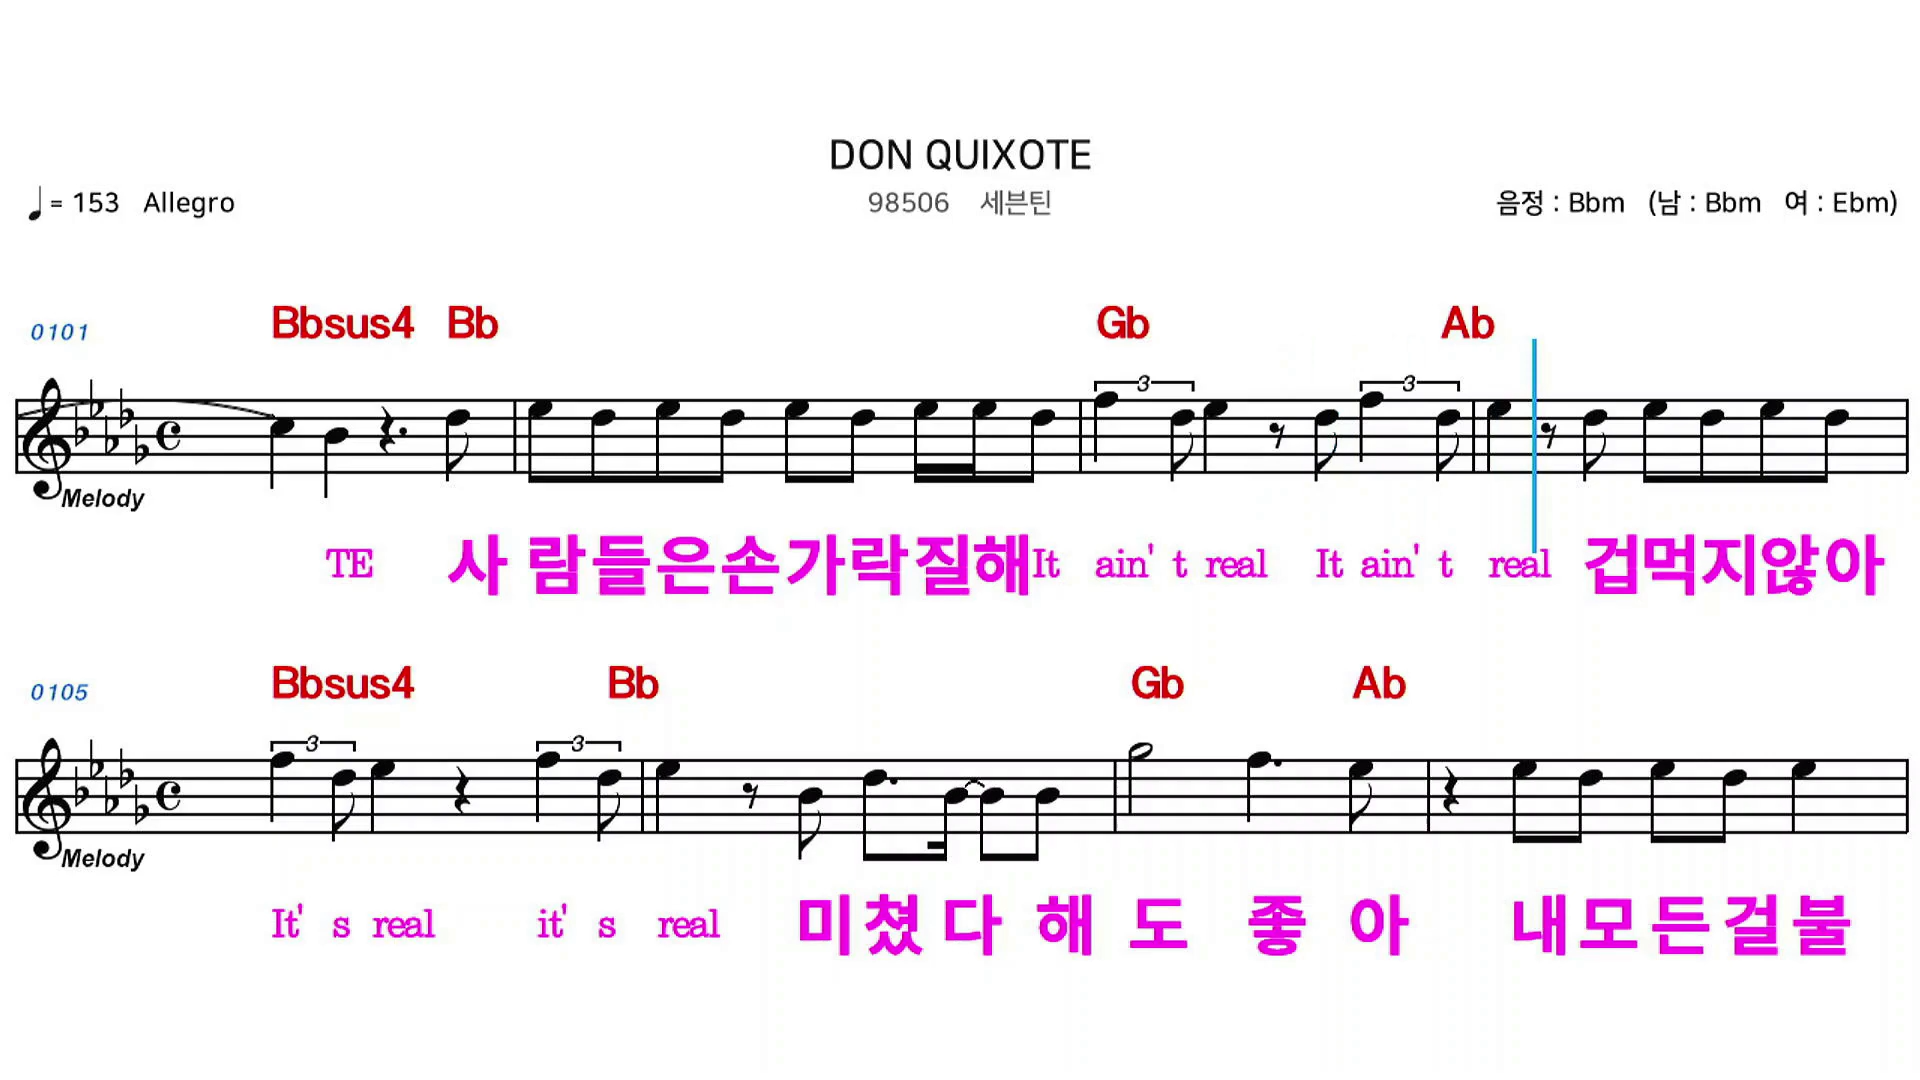 DON QUIXOTE
♩= 153 Allegro 98506 세븐틴 음정 : Bbm (남 : Bbm 여 : Ebm)
0101 Bbsus4 Bb Gb Ab
3 3
Melody
TE 사 람들은손가락질해It ain't real It ain't real 겁먹지않아
0105 Bbsus4 Bb Gb Ab
3 3
Melody
It's real it's real 미쳤 다 해 도 좋 아 내모든걸불